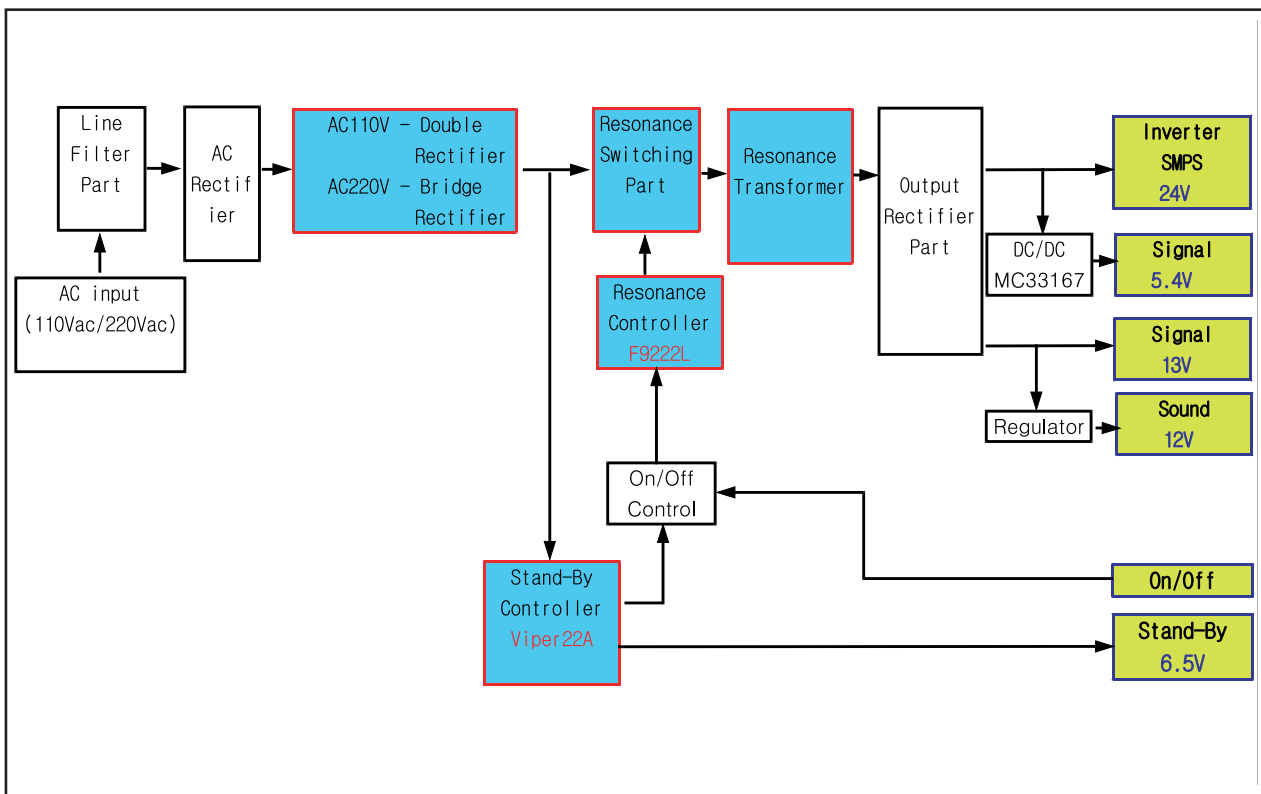 Line
Filter
Part
AC
Rectif
ier
AC110V - Double
Rectifier
AC220V - Bridge
Rectifier
Resonance
Switching
Part
Resonance
Transformer
Output
Rectifier
Part
Inverter
SMPS
24V
DC/DC
MC33167
Signal
5.4V
AC input
(110Vac/220Vac)
Resonance
Controller
F9222L
Signal
13V
Regulator
Sound
12V
On/Off
Control
Stand-By
Controller
Viper22A
On/Off
Stand-By
6.5V